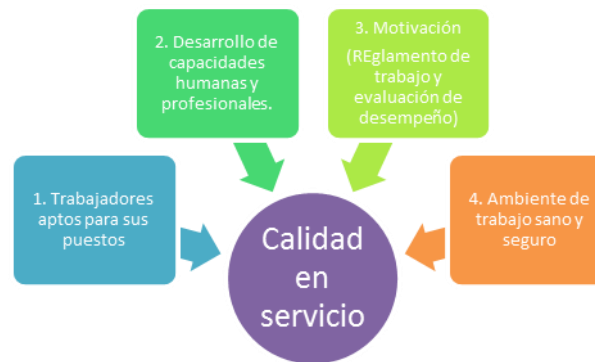 1. Trabajadores
aptos para sus
puestos
2. Desarrollo de
capacidades
humanas y
profesionales.
3. Motivación
(REglamento de
trabajo y
evaluación de
desempeño)
4. Ambiente de
trabajo sano y
seguro
Calidad
en
servicio